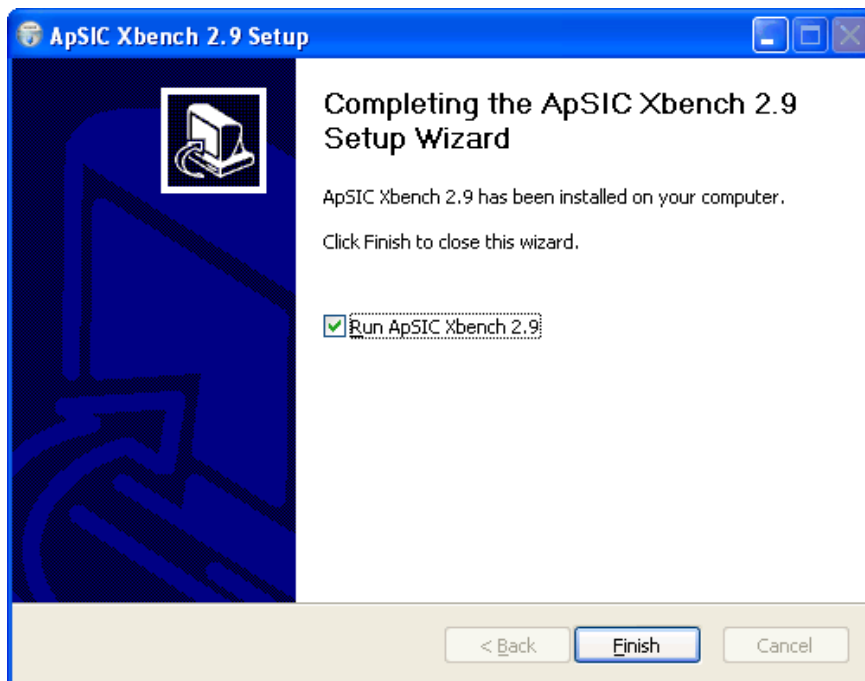 ApSIC Xbench 2.9 Setup
Completing the ApSIC Xbench 2.9
Setup Wizard
ApSIC Xbench 2.9 has been installed on your computer.
Click Finish to close this wizard.
Run ApSIC Xbench 2.9
< Back Finish Cancel